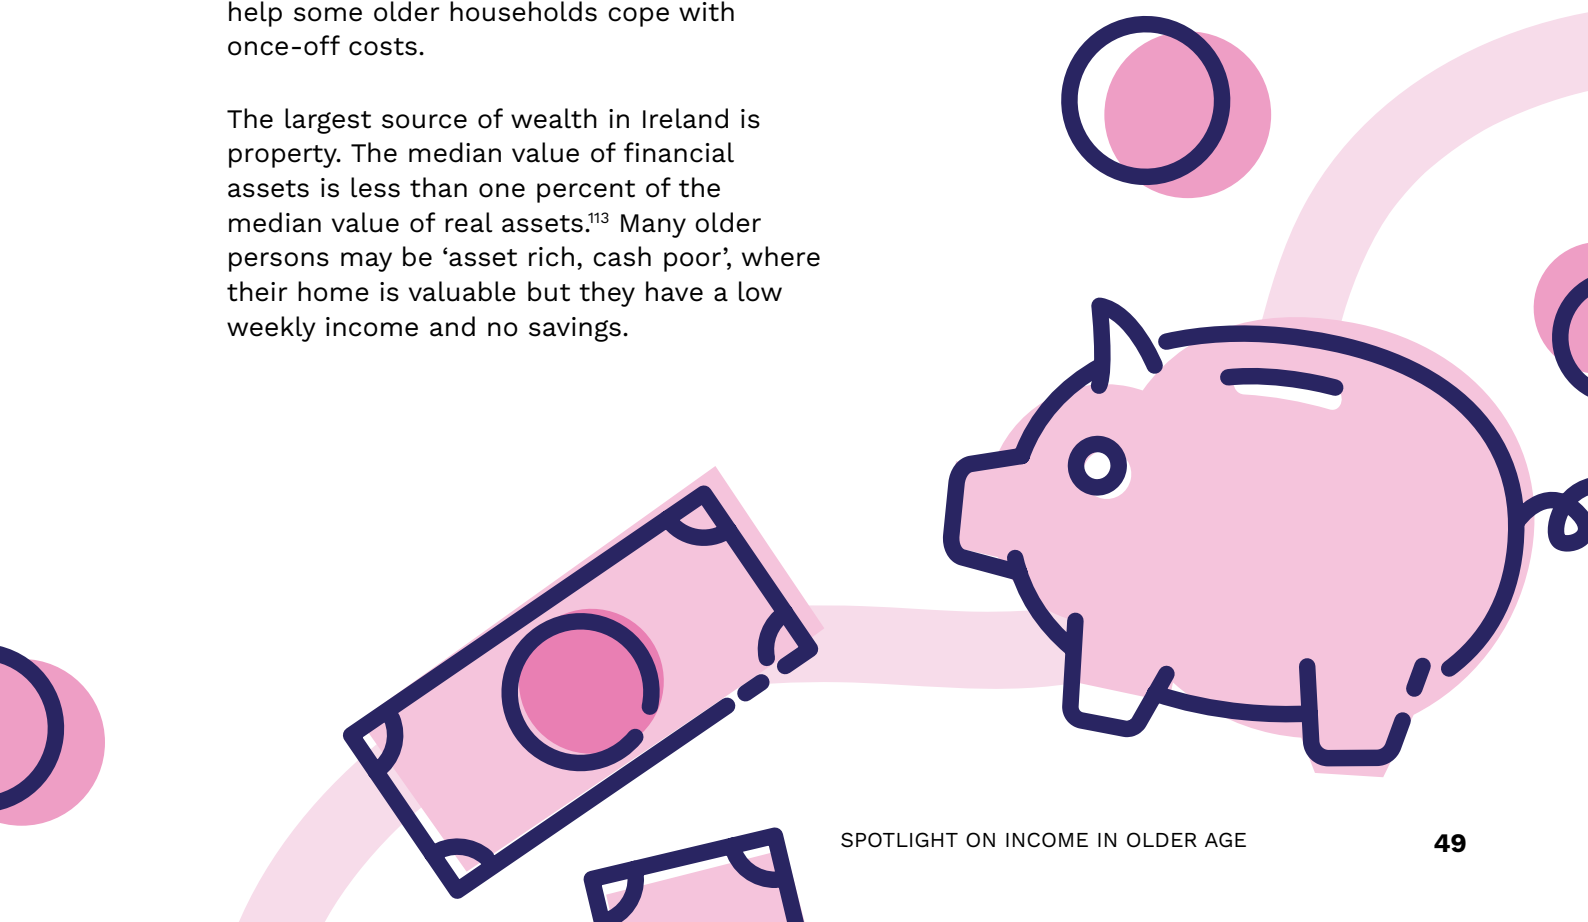 help some older households cope with
once-off costs.
The largest source of wealth in Ireland is
property. The median value of financial
assets is less than one percent of the
median value of real assets.¹¹³ Many older
persons may be ‘asset rich, cash poor’, where
their home is valuable but they have a low
weekly income and no savings.
SPOTLIGHT ON INCOME IN OLDER AGE
49